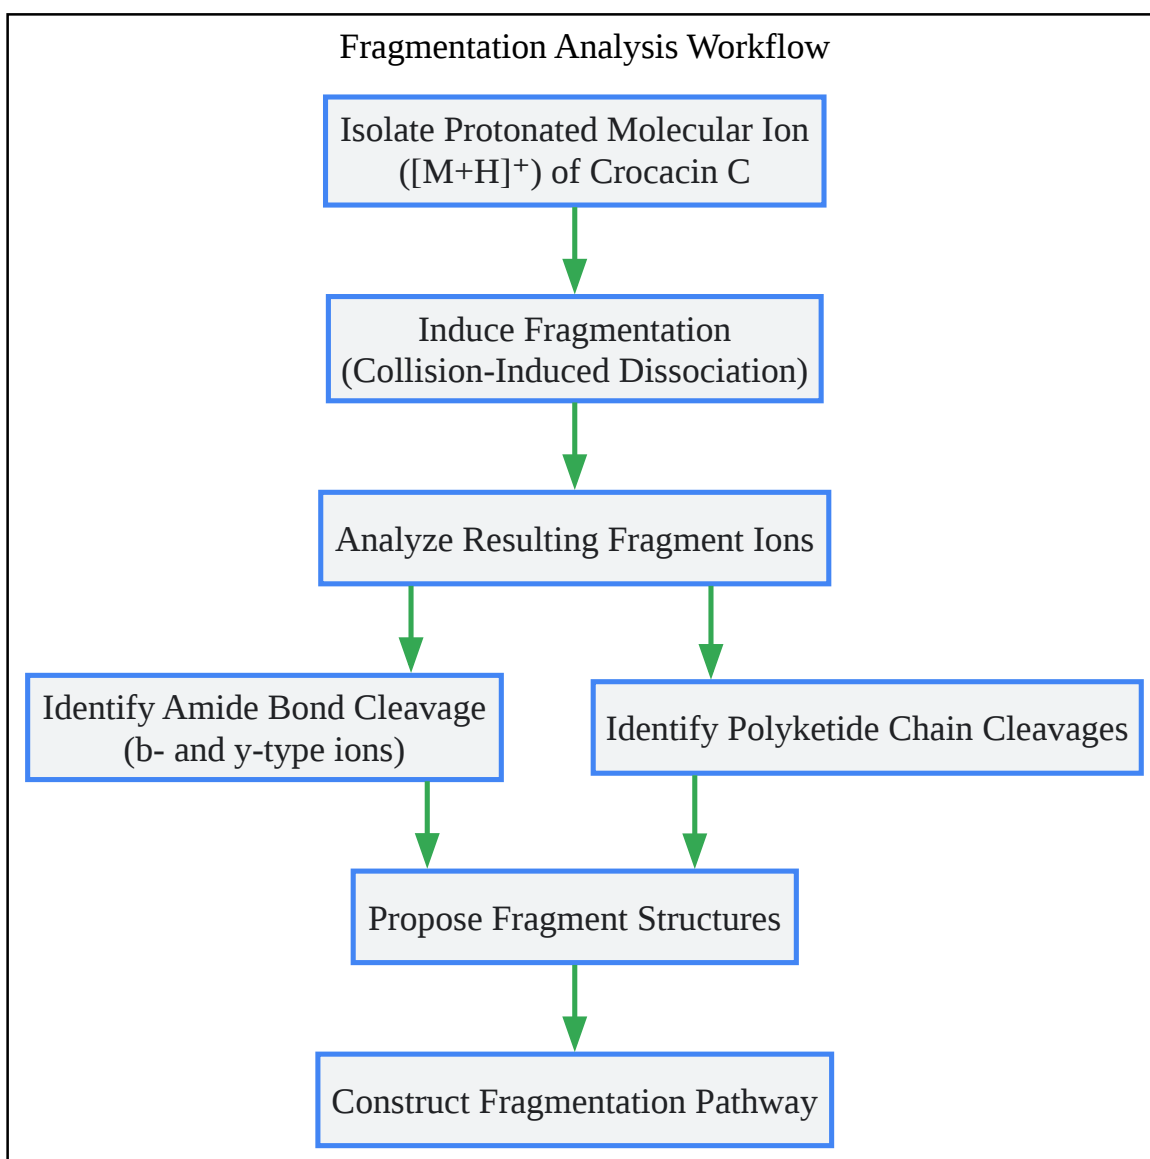 Fragmentation Analysis Workflow
Isolate Protonated Molecular Ion
([M+H]⁺) of Crocacin C
Induce Fragmentation
(Collision-Induced Dissociation)
Analyze Resulting Fragment Ions
Identify Amide Bond Cleavage
(b- and y-type ions)
Identify Polyketide Chain Cleavages
Propose Fragment Structures
Construct Fragmentation Pathway